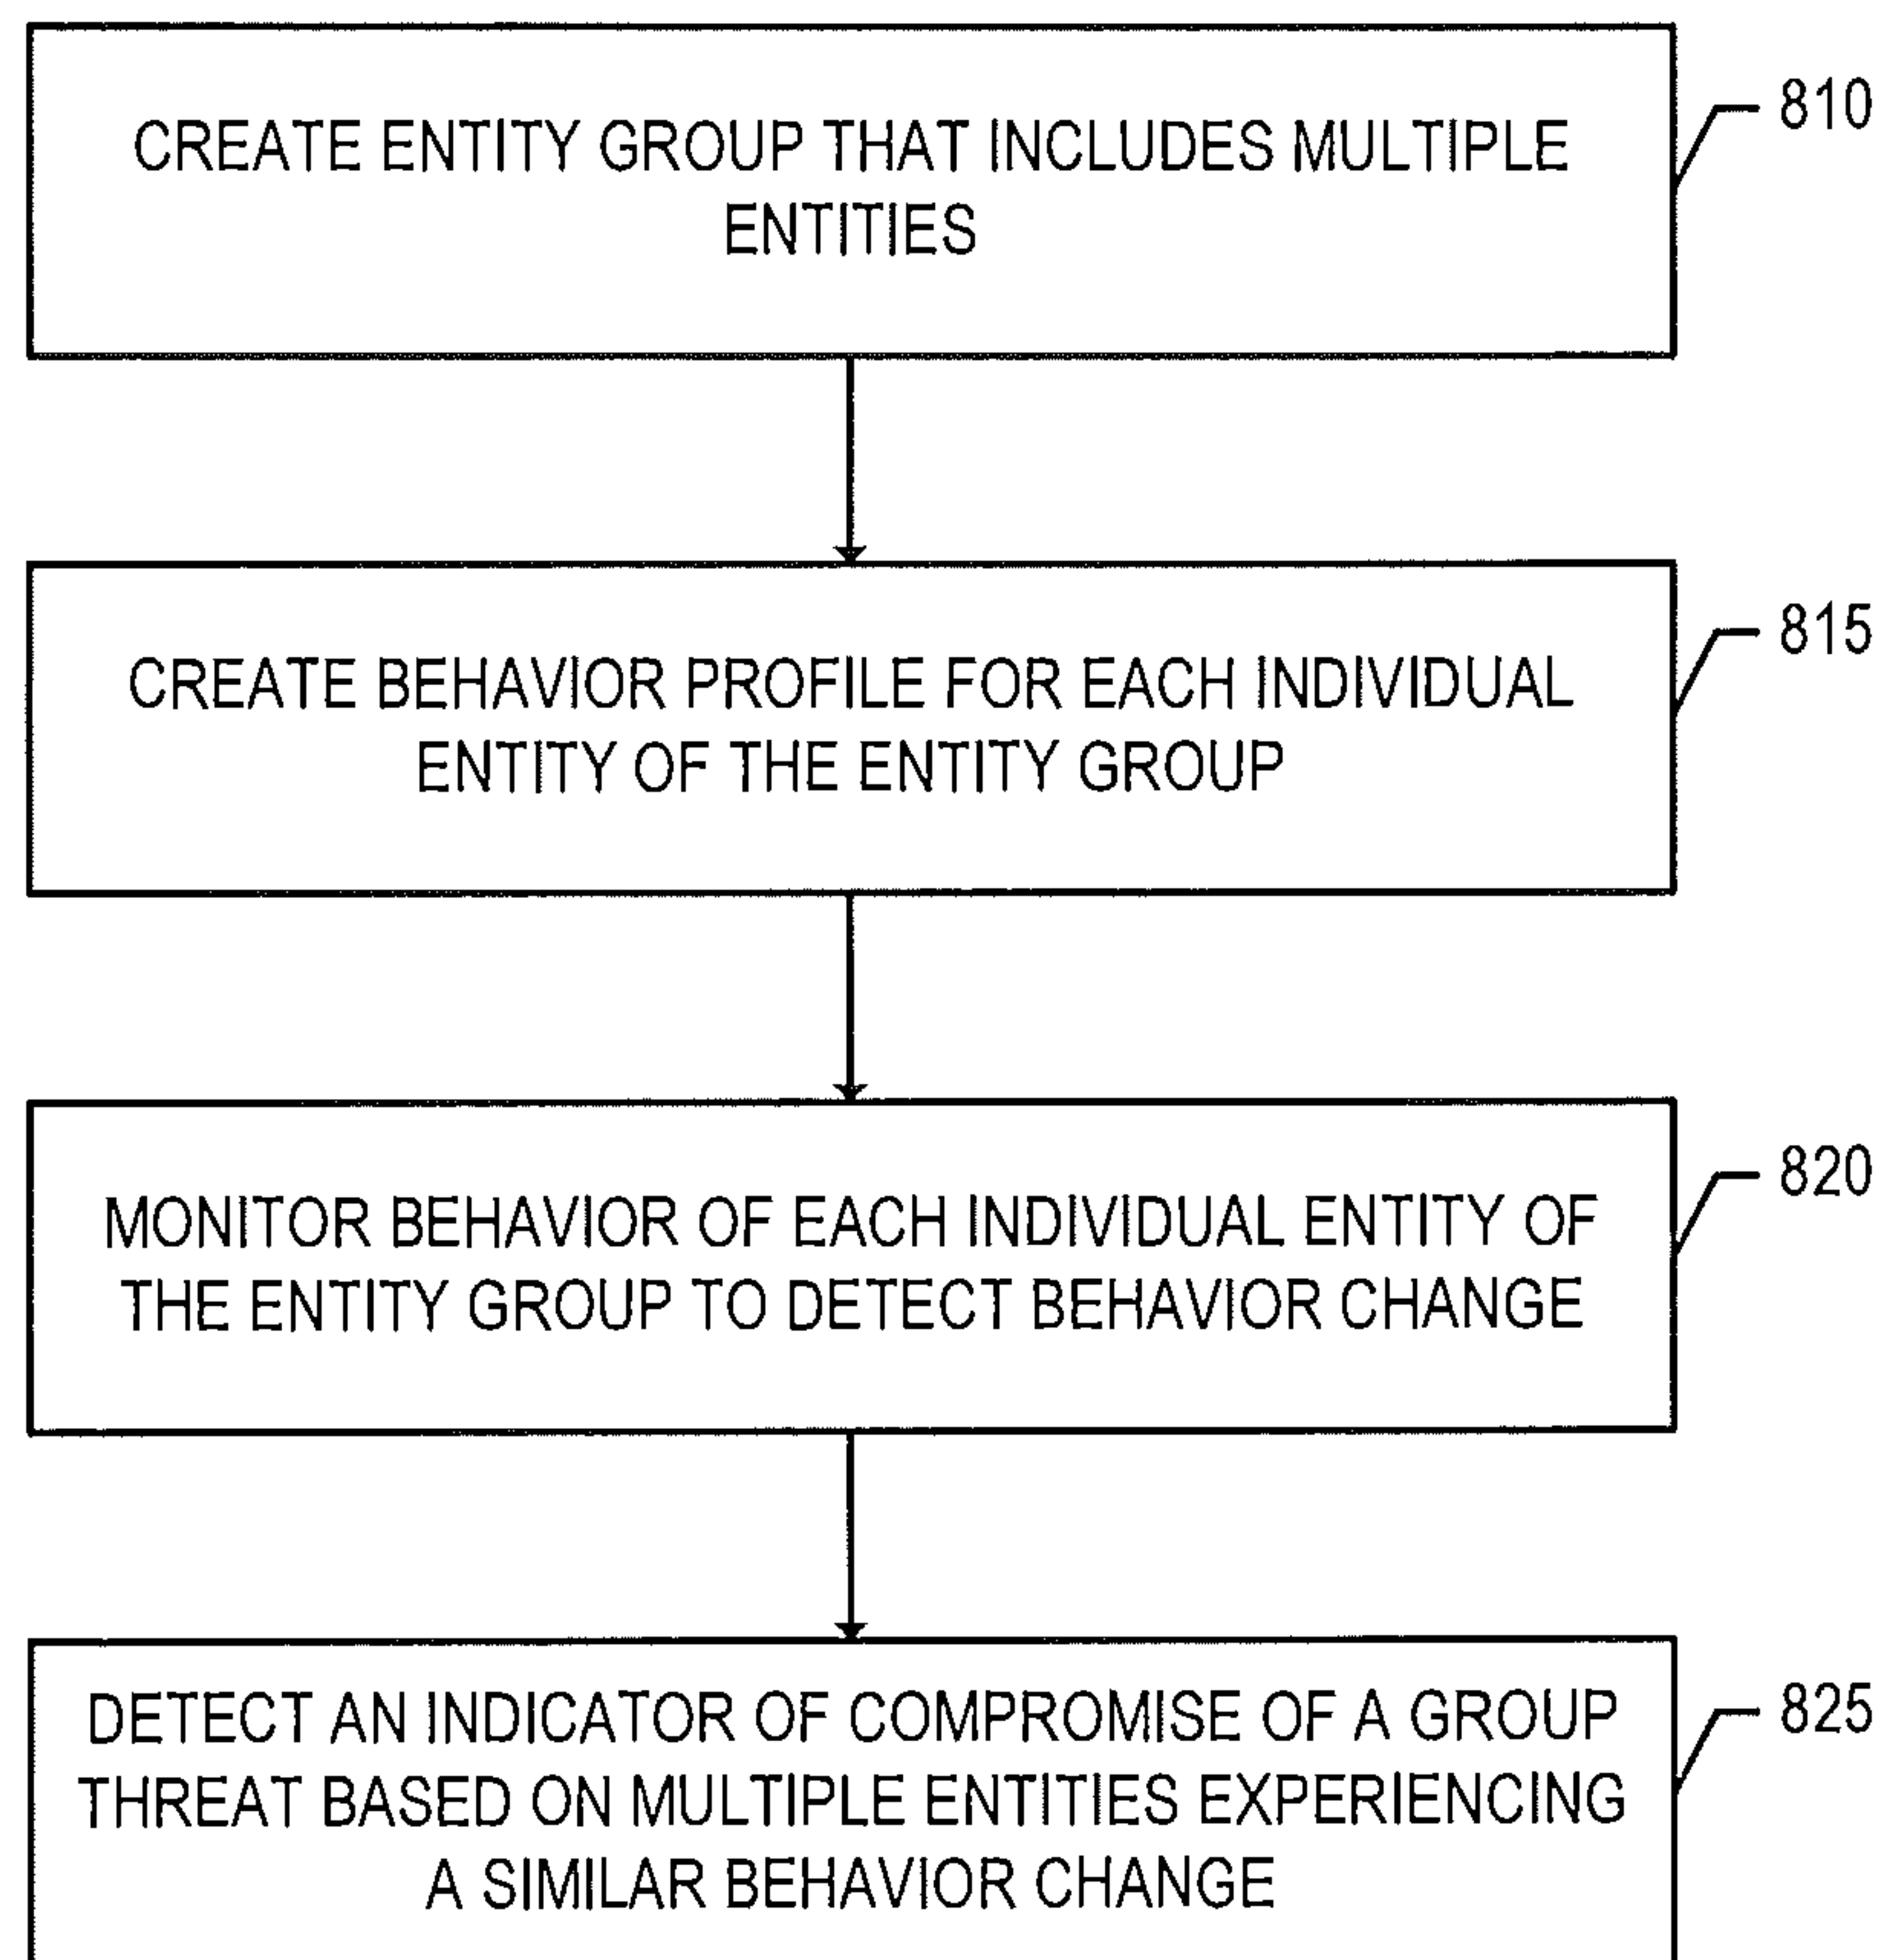 CREATE ENTITY GROUP THAT INCLUDES MULTIPLE
ENTITIES
810
CREATE BEHAVIOR PROFILE FOR EACH INDIVIDUAL
ENTITY OF THE ENTITY GROUP
815
MONITOR BEHAVIOR OF EACH INDIVIDUAL ENTITY OF
THE ENTITY GROUP TO DETECT BEHAVIOR CHANGE
820
DETECT AN INDICATOR OF COMPROMISE OF A GROUP
THREAT BASED ON MULTIPLE ENTITIES EXPERIENCING
A SIMILAR BEHAVIOR CHANGE
825